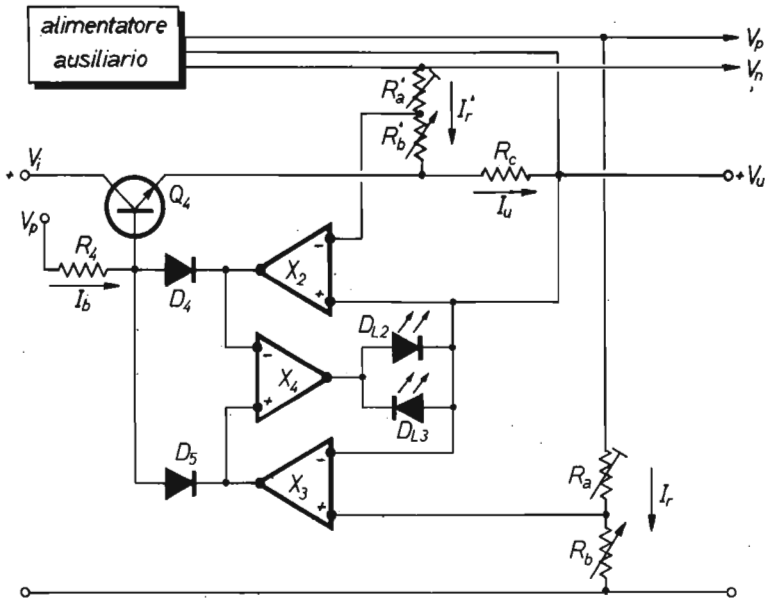 alimentatore
ausiliario
Vp
Vn
R'a
I'r
R'b
+ Vi
Rc
+ Vu
Iu
Q4
Vp
R4
Ib
D4
X2
-
+
DL2
X4
-
+
DL3
D5
X3
-
+
Ra
Ir
Rb